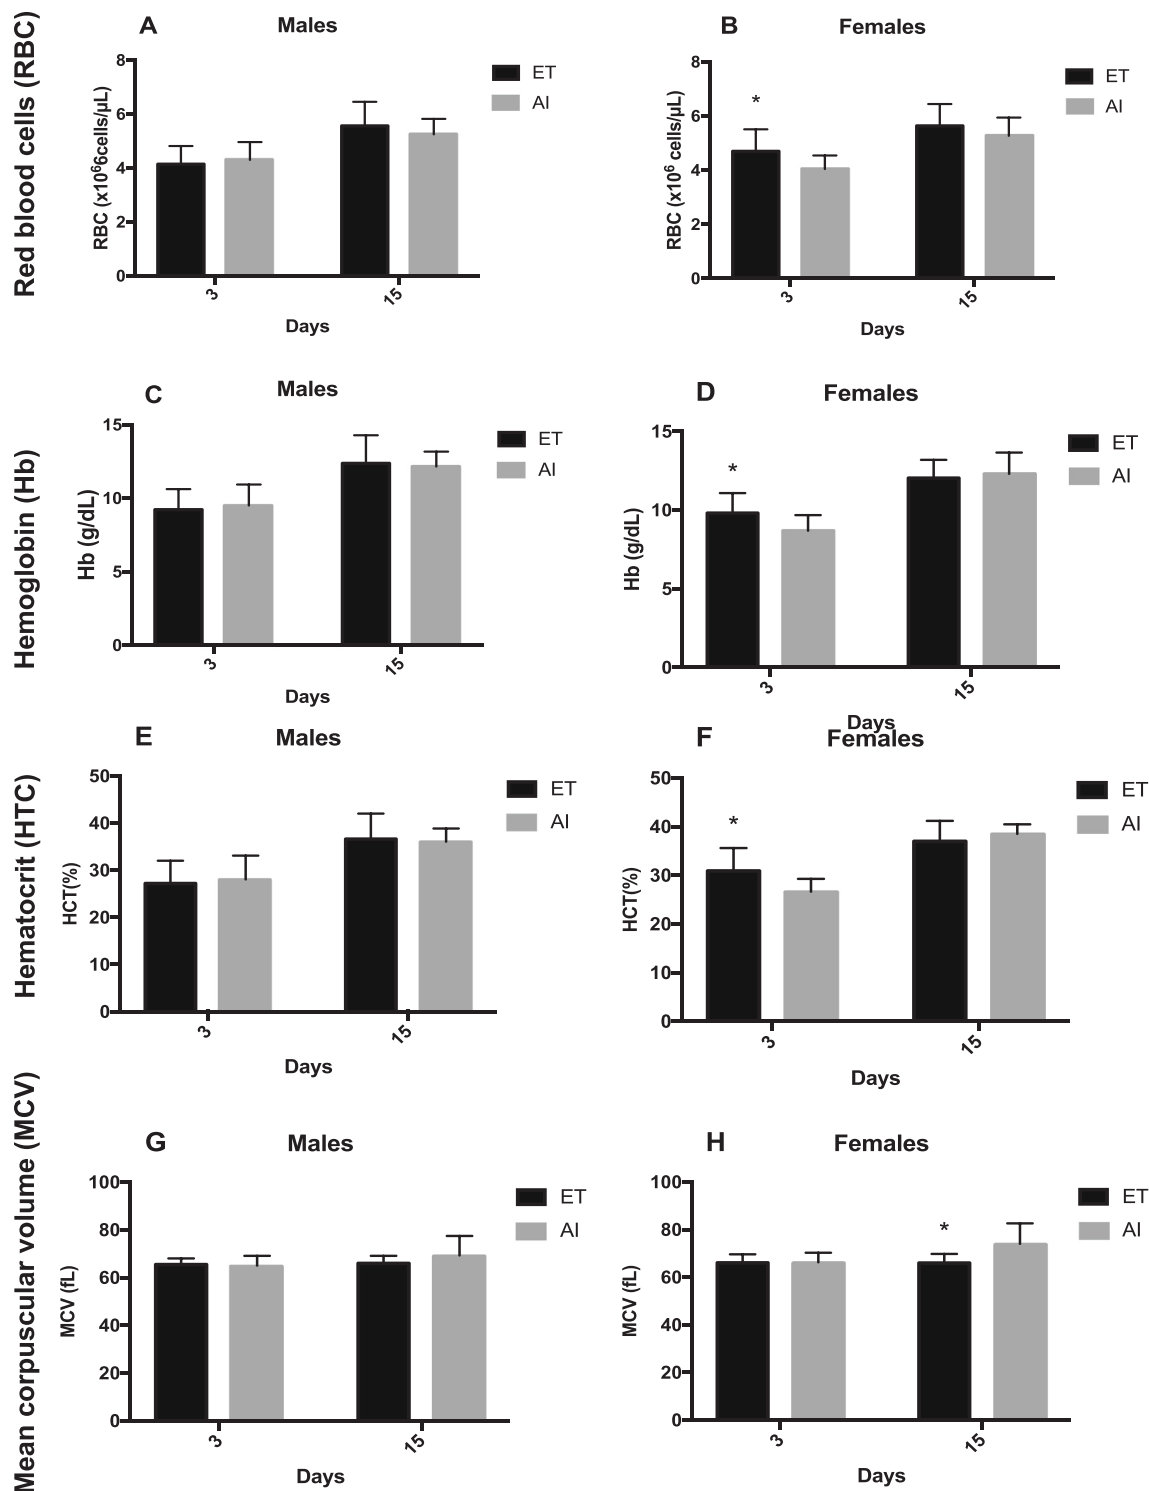 Red blood cells (RBC)
A
Males
RBC (x10⁶6cells/µL)
8
6
4
2
0
3
15
Days
ET
AI
B
Females
RBC (x10⁶ cells/µL)
8
6
4
2
0
*
3
15
Days
ET
AI
Hemoglobin (Hb)
C
Males
Hb (g/dL)
15
10
5
0
3
15
Days
ET
AI
D
Females
Hb (g/dL)
15
10
5
0
*
3
15
Days
ET
AI
Hematocrit (HTC)
E
Males
HCT(%)
50
40
30
20
10
0
3
15
Days
ET
AI
F
Females
HCT(%)
50
40
30
20
10
0
*
3
15
Days
ET
AI
Mean corpuscular volume (MCV)
G
Males
MCV (fL)
100
80
60
40
20
0
3
15
Days
ET
AI
H
Females
MCV (fL)
100
80
60
40
20
0
*
3
15
Days
ET
AI